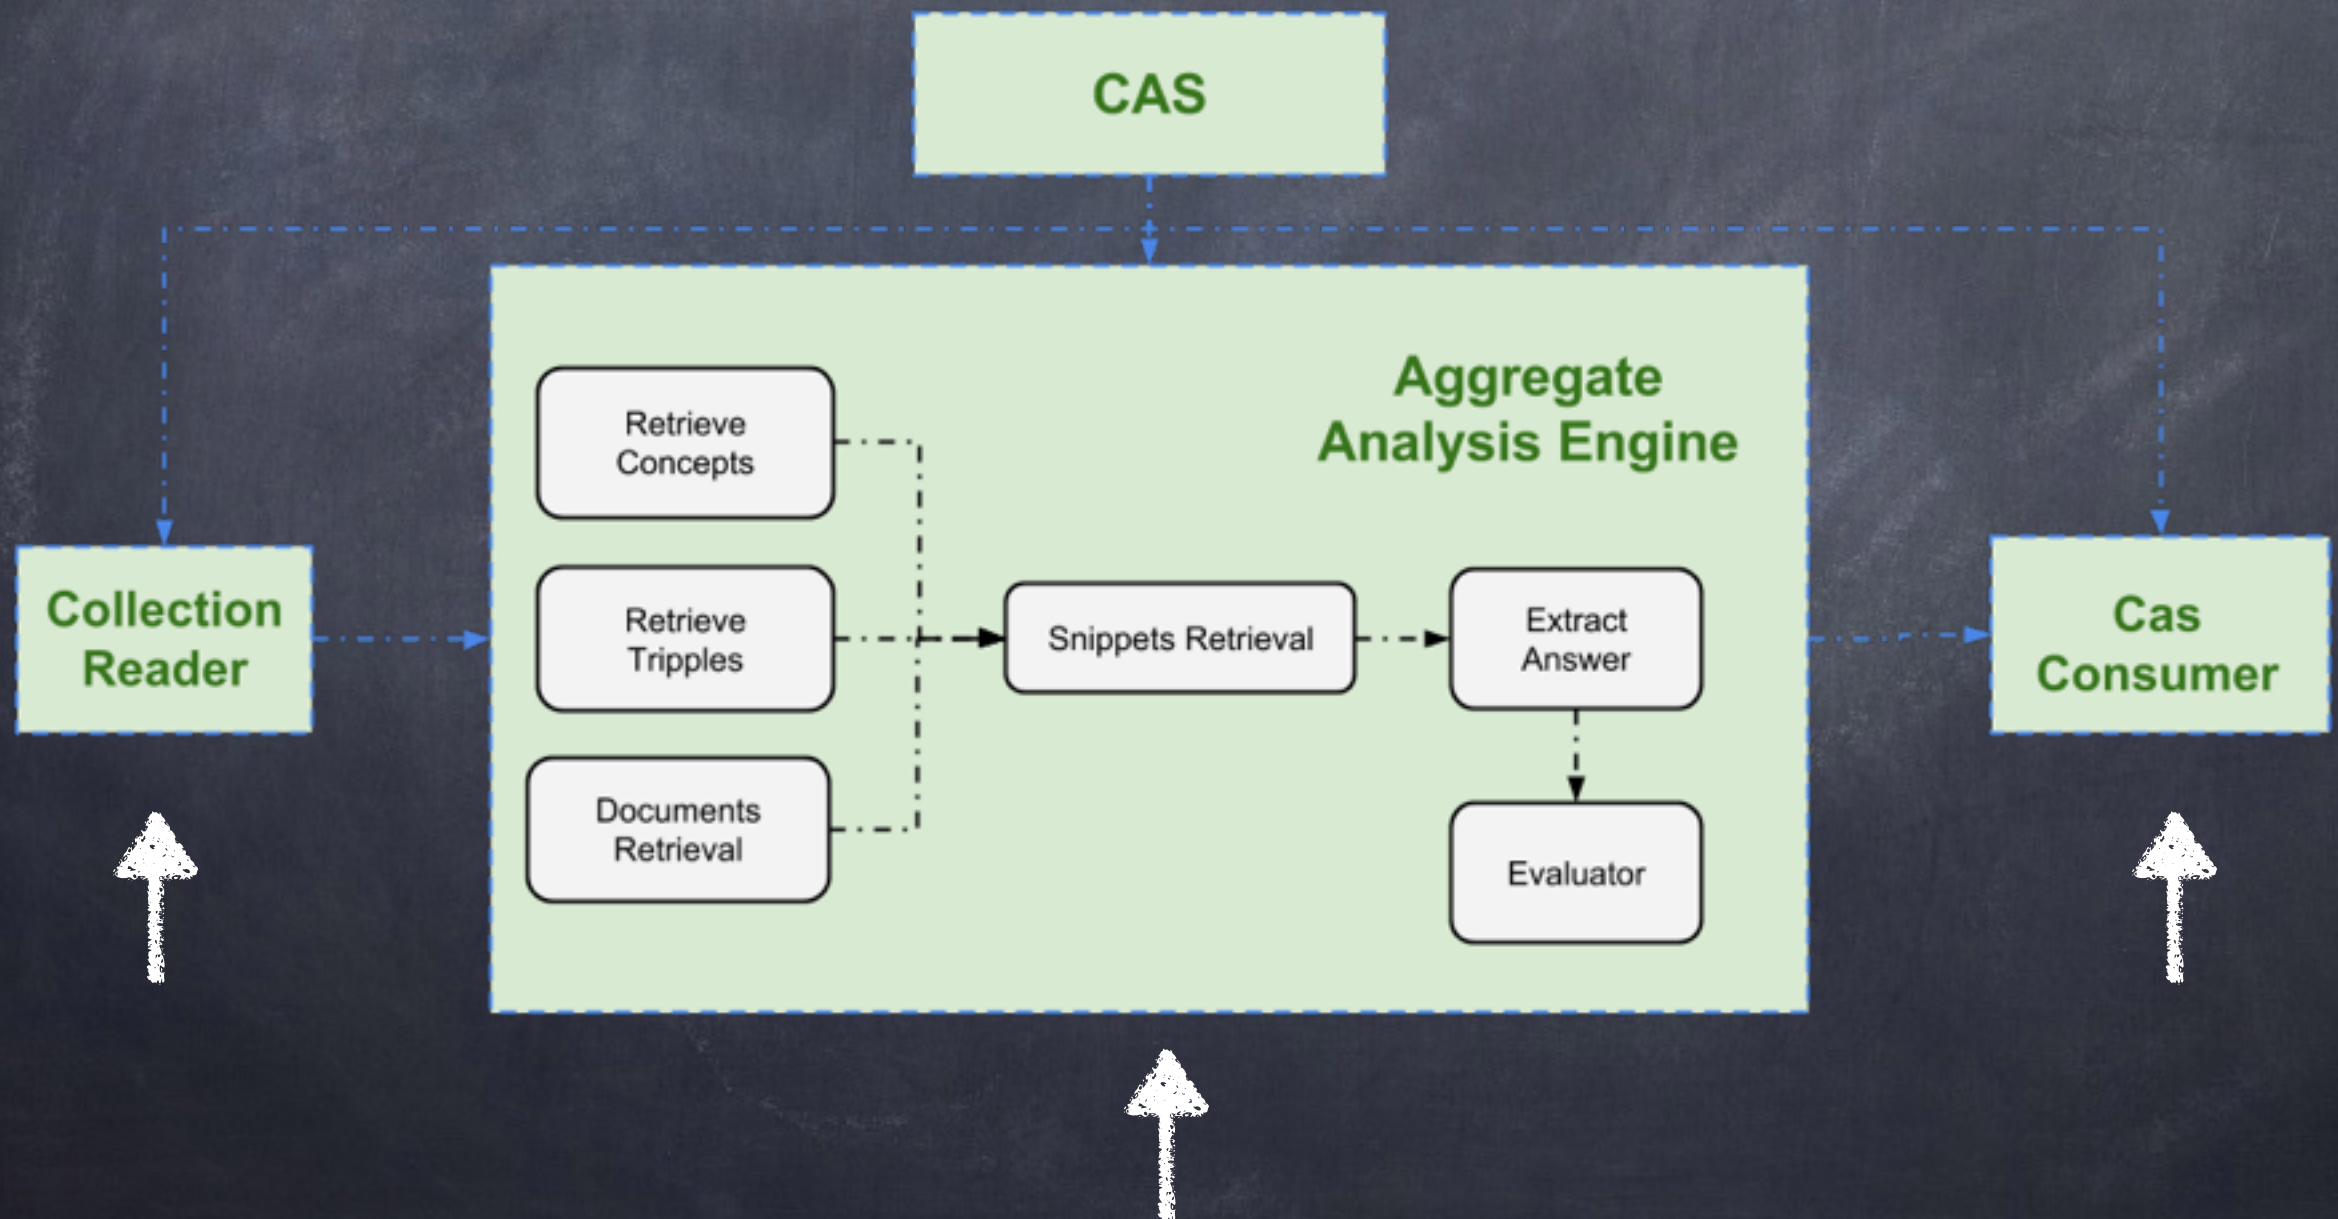 CAS
Aggregate
Analysis Engine
Retrieve
Concepts
Retrieve
Tripples
Documents
Retrieval
Snippets Retrieval
Extract
Answer
Evaluator
Collection
Reader
Cas
Consumer